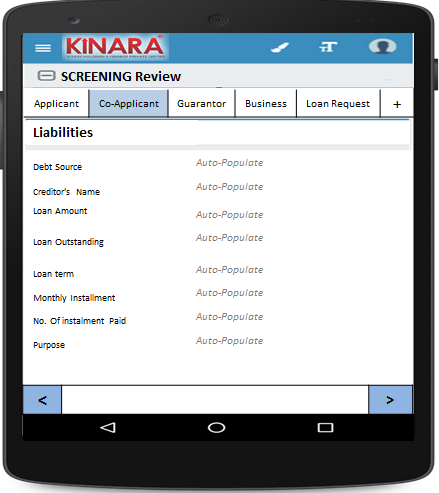 KINARA
SCREENING Review
Applicant Co-Applicant Guarantor Business Loan Request +
Liabilities
Debt Source Auto-Populate
Creditor's Name Auto-Populate
Loan Amount Auto-Populate
Loan Outstanding Auto-Populate
Loan term Auto-Populate
Monthly Installment Auto-Populate
No. Of instalment Paid Auto-Populate
Purpose Auto-Populate
< >